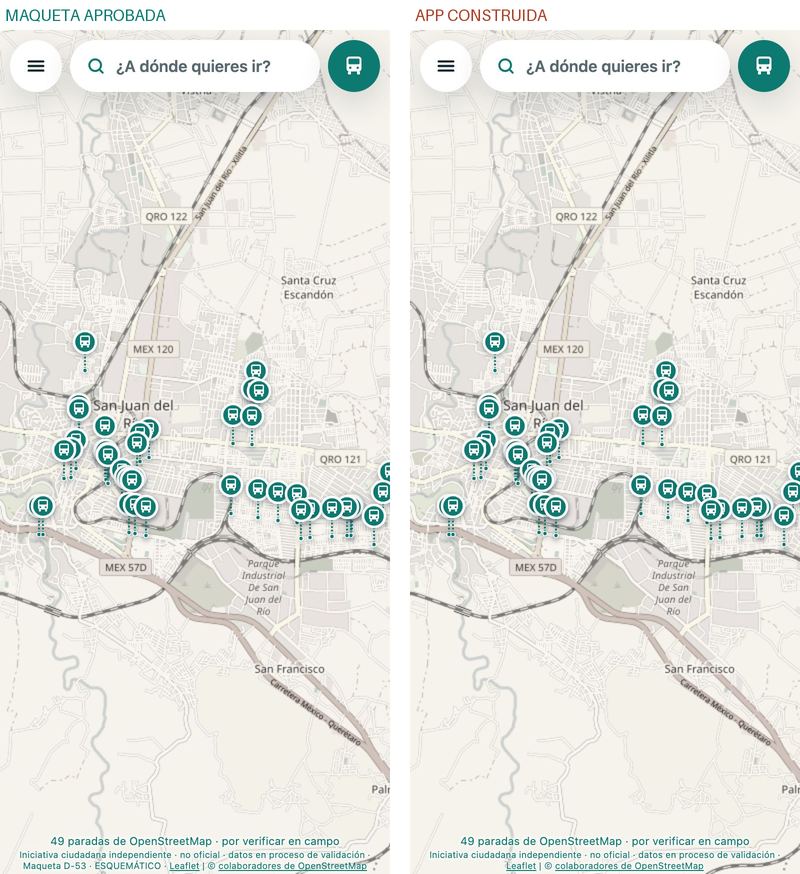 MAQUETA APROBADA
¿A dónde quieres ir?
San Juan del Río - Xilitla
QRO 122
Santa Cruz
Escandón
MEX 120
San Juan del
QRO 121
MEX 57D
Parque
Industrial
De San
Juan del
Río
San Francisco
Carretera México - Querétaro
49 paradas de OpenStreetMap · por verificar en campo
Iniciativa ciudadana independiente · no oficial · datos en proceso de validación
Maqueta D-53 · ESQUEMÁTICO · Leaflet | © colaboradores de OpenStreetMap
APP CONSTRUIDA
¿A dónde quieres ir?
San Juan del Río - Xilitla
QRO 122
Santa Cruz
Escandón
MEX 120
San Juan del
QRO 121
MEX 57D
Parque
Industrial
De San
Juan del
Río
San Francisco
Carretera México - Querétaro
49 paradas de OpenStreetMap · por verificar en campo
Iniciativa ciudadana independiente · no oficial · datos en proceso de validación ·
Leaflet | © colaboradores de OpenStreetMap